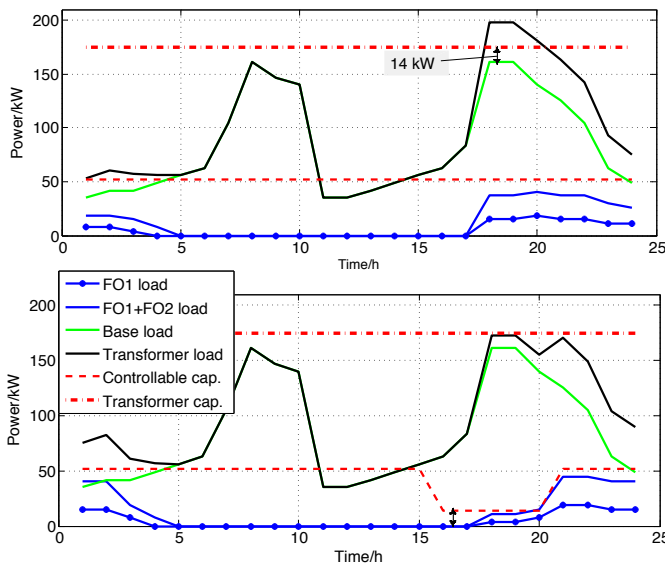 200
150
100
50
0
Power/kW
14 kW
0 5 10 15 20 25
Time/h
FO1 load
FO1+FO2 load
Base load
Transformer load
Controllable cap.
Transformer cap.
200
150
100
50
0
Power/kW
0 5 10 15 20 25
Time/h